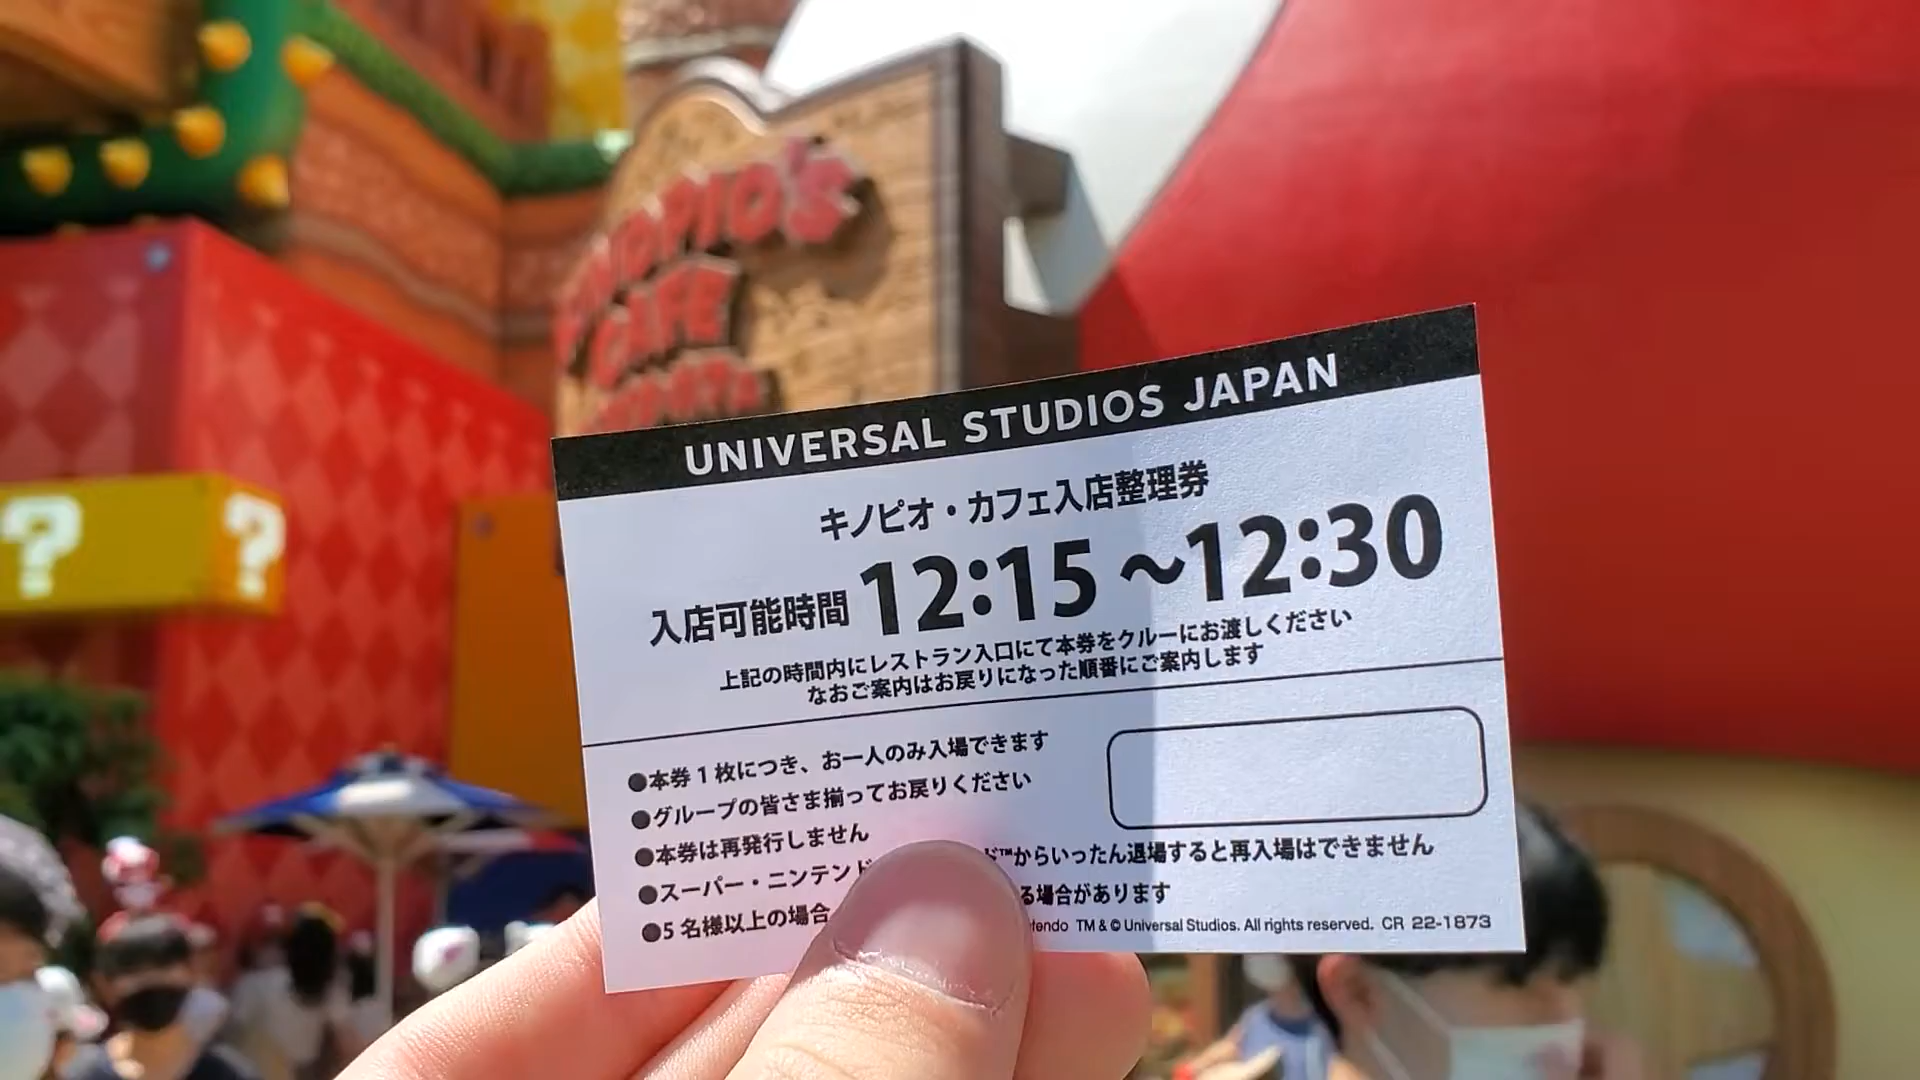 KINOPIO'S
CAFE
UNIVERSAL STUDIOS JAPAN
キノピオ・カフェ入店整理券
入店可能時間 12:15～12:30
上記の時間内にレストラン入口にて本券をクルーにお渡しください
なおご案内はお戻りになった順番にご案内します
●本券1枚につき、お一人のみ入場できます
●グループの皆さま揃ってお戻りください
●本券は再発行しません
●スーパー・ニンテンド ド™からいったん退場すると再入場はできません
●5名様以上の場合 る場合があります
tendo TM & © Universal Studios. All rights reserved. CR 22-1873
? ?